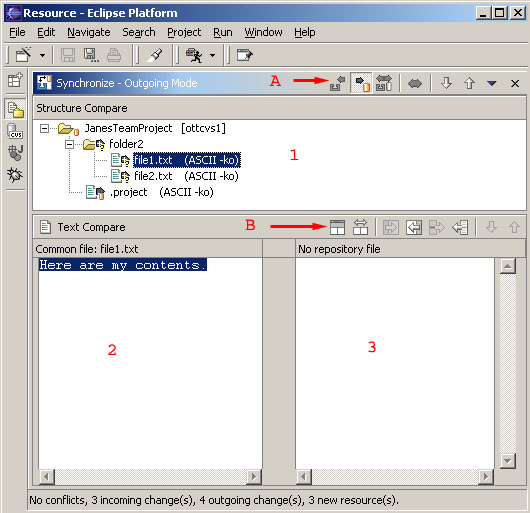 Resource - Eclipse Platform
File Edit Navigate Search Project Run Window Help
Synchronize - Outgoing Mode
A
Structure Compare
JanesTeamProject [ottcvs1]
folder2
file1.txt (ASCII -ko)
1
file2.txt (ASCII -ko)
.project (ASCII -ko)
CVS
Text Compare
B
Common file: file1.txt
No repository file
Here are my contents.
2
3
No conflicts, 3 incoming change(s), 4 outgoing change(s), 3 new resource(s).